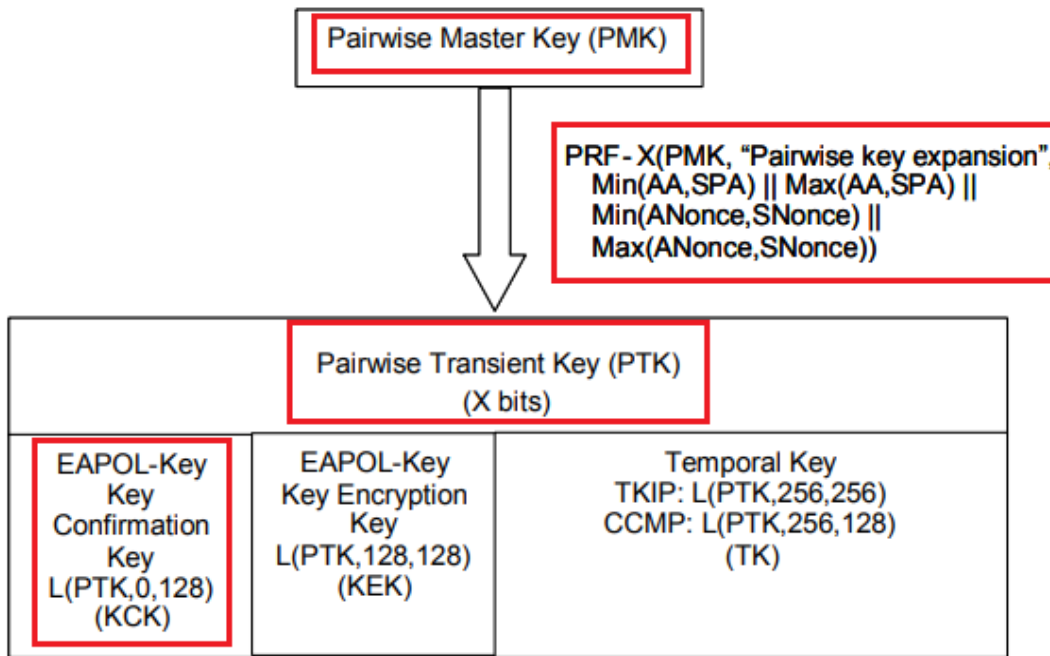 Pairwise Master Key (PMK)
PRF-X(PMK, “Pairwise key expansion”,
Min(AA,SPA) || Max(AA,SPA) ||
Min(ANonce,SNonce) ||
Max(ANonce,SNonce))
Pairwise Transient Key (PTK)
(X bits)
EAPOL-Key
Key
Confirmation
Key
L(PTK,0,128)
(KCK)
EAPOL-Key
Key Encryption
Key
L(PTK,128,128)
(KEK)
Temporal Key
TKIP: L(PTK,256,256)
CCMP: L(PTK,256,128)
(TK)